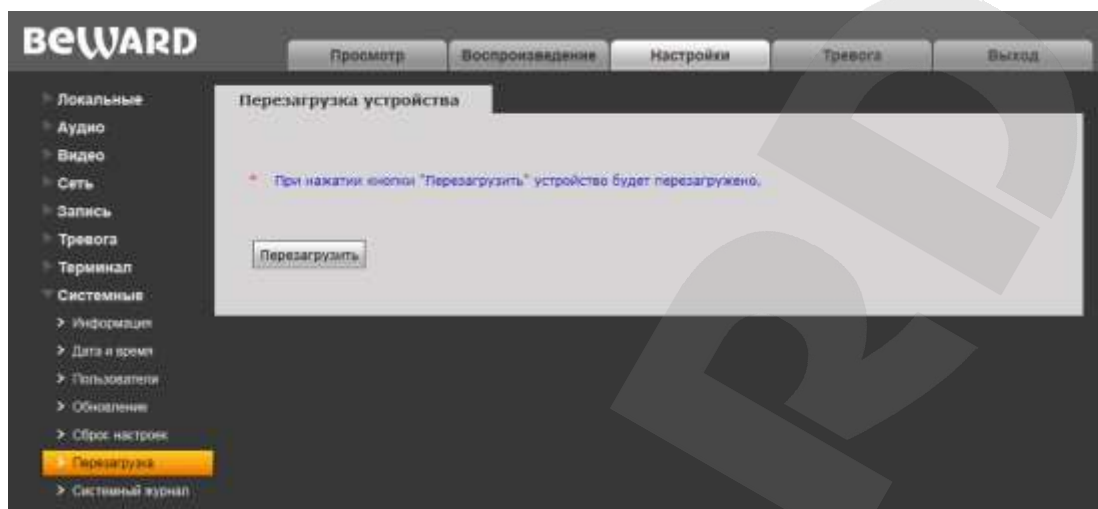 BEWARD
Просмотр
Воспроизведение
Настройки
Тревога
Выход
Локальные
Аудио
Видео
Сеть
Запись
Тревога
Терминал
Системные
Информация
Дата и время
Пользователи
Обновление
Сброс настроек
Перезагрузка
Системный журнал
Перезагрузка устройства
* При нажатии кнопки "Перезагрузить" устройство будет перезагружено.
Перезагрузить